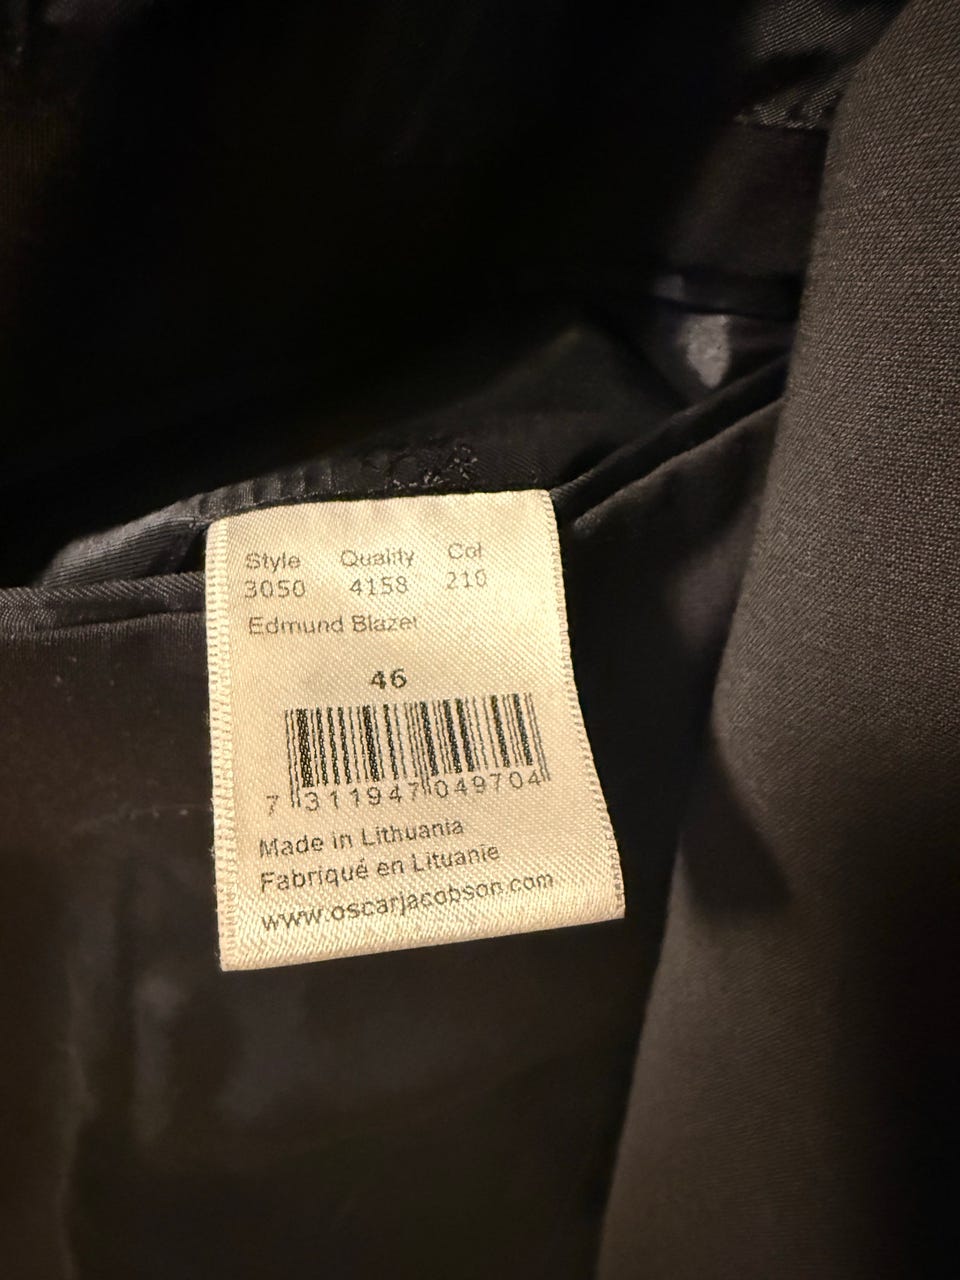 Style Quality Col
3050 4158 210
Edmund Blazer
46
7 311947 049704
Made in Lithuania
Fabriqué en Lituanie
www.oscarjacobson.com